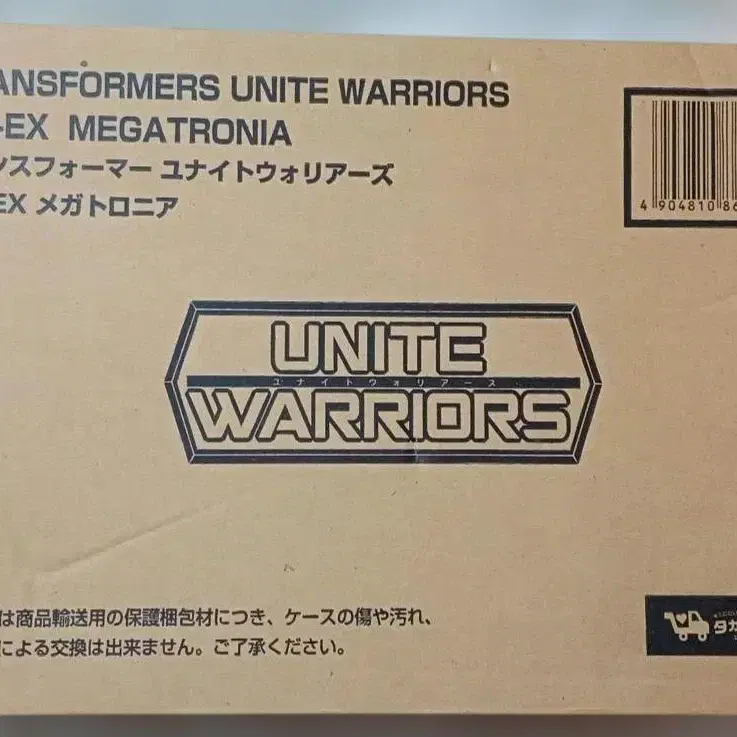 ANSFORMERS UNITE WARRIORS
-EX MEGATRONIA
ンスフォーマー ユナイトウォリアーズ
EX メガトロニア
4 904810 86
UNITE
ユナイトウォリアーズ
WARRIORS
は商品輸送用の保護梱包材につき、ケースの傷や汚れ、
による交換は出来ません。ご了承ください。
タカ